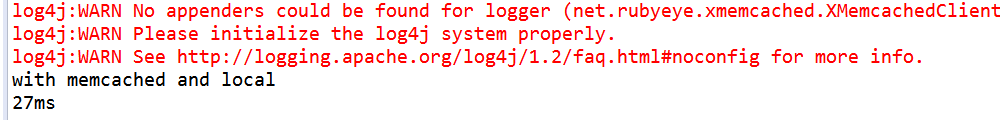 log4j:WARN No appenders could be found for logger (net.rubyeye.xmemcached.XMemcachedClient
log4j:WARN Please initialize the log4j system properly.
log4j:WARN See http://logging.apache.org/log4j/1.2/faq.html#noconfig for more info.
with memcached and local
27ms